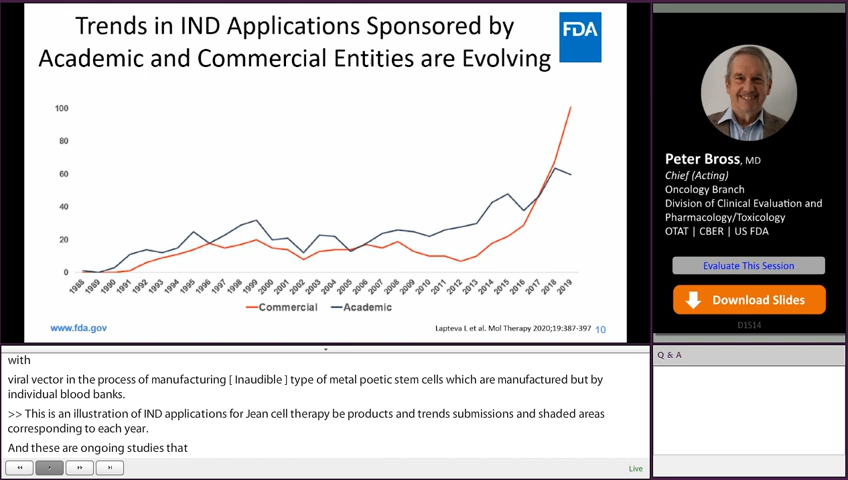 Trends in IND Applications Sponsored by
Academic and Commercial Entities are Evolving
FDA
100
80
60
40
20
0
1988 1989 1990 1991 1992 1993 1994 1995 1996 1997 1998 1999 2000 2001 2002 2003 2004 2005 2006 2007 2008 2009 2010 2011 2012 2013 2014 2015 2016 2017 2018 2019
Commercial Academic
www.fda.gov
Lapteva L et al. Mol Therapy 2020;19:387-397 10
Peter Bross, MD
Chief (Acting)
Oncology Branch
Division of Clinical Evaluation and
Pharmacology/Toxicology
OTAT | CBER | US FDA
Evaluate This Session
Download Slides
D1S14
with
viral vector in the process of manufacturing [ Inaudible ] type of metal poetic stem cells which are manufactured but by
individual blood banks.
>> This is an illustration of IND applications for Jean cell therapy be products and trends submissions and shaded areas
corresponding to each year.
And these are ongoing studies that
Live
Q & A